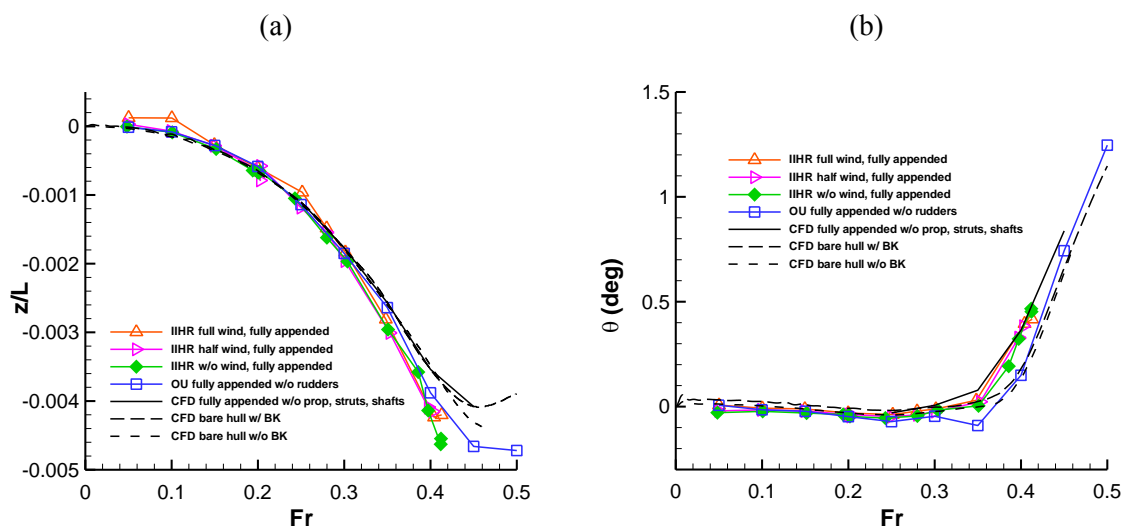 (a)
(b)
z/L
0
-0.001
-0.002
-0.003
-0.004
-0.005
IIHR full wind, fully appended
IIHR half wind, fully appended
IIHR w/o wind, fully appended
OU fully appended w/o rudders
CFD fully appended w/o prop, struts, shafts
CFD bare hull w/ BK
CFD bare hull w/o BK
0 0.1 0.2 0.3 0.4 0.5
Fr
θ (deg)
1.5
1
0.5
0
IIHR full wind, fully appended
IIHR half wind, fully appended
IIHR w/o wind, fully appended
OU fully appended w/o rudders
CFD fully appended w/o prop, struts, shafts
CFD bare hull w/ BK
CFD bare hull w/o BK
0 0.1 0.2 0.3 0.4 0.5
Fr